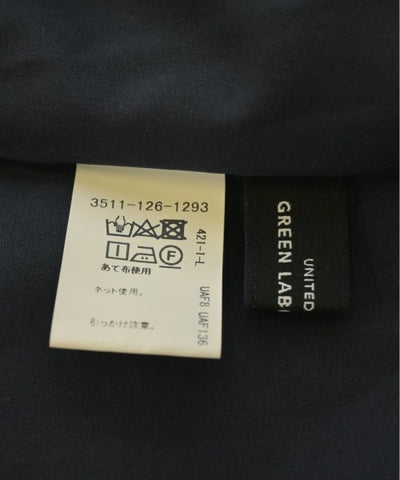 3511-126-1293
あて布使用
ネット使用。
引っかけ注意。
421-1-L
UAF8 UAF136
UNITED
GREEN LAB